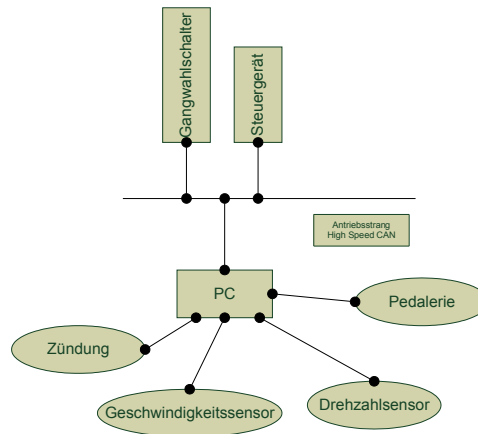 Gangwahlschalter
Steuergerät
Antriebsstrang
High Speed CAN
PC
Pedalerie
Zündung
Drehzahlsensor
Geschwindigkeitssensor